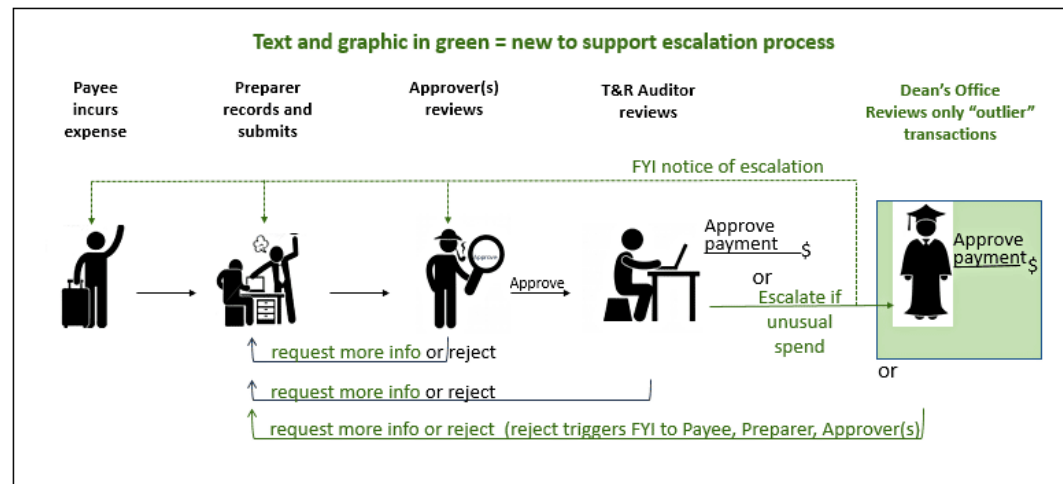 Text and graphic in green = new to support escalation process
Payee
incurs
expense
Preparer
records and
submits
Approver(s)
reviews
T&R Auditor
reviews
Dean's Office
Reviews only “outlier”
transactions
FYI notice of escalation
Approve
Approve
Approve
payment
$
or
Escalate if
unusual
spend
Approve
payment
$
or
request more info or reject
request more info or reject
request more info or reject (reject triggers FYI to Payee, Preparer, Approver(s)